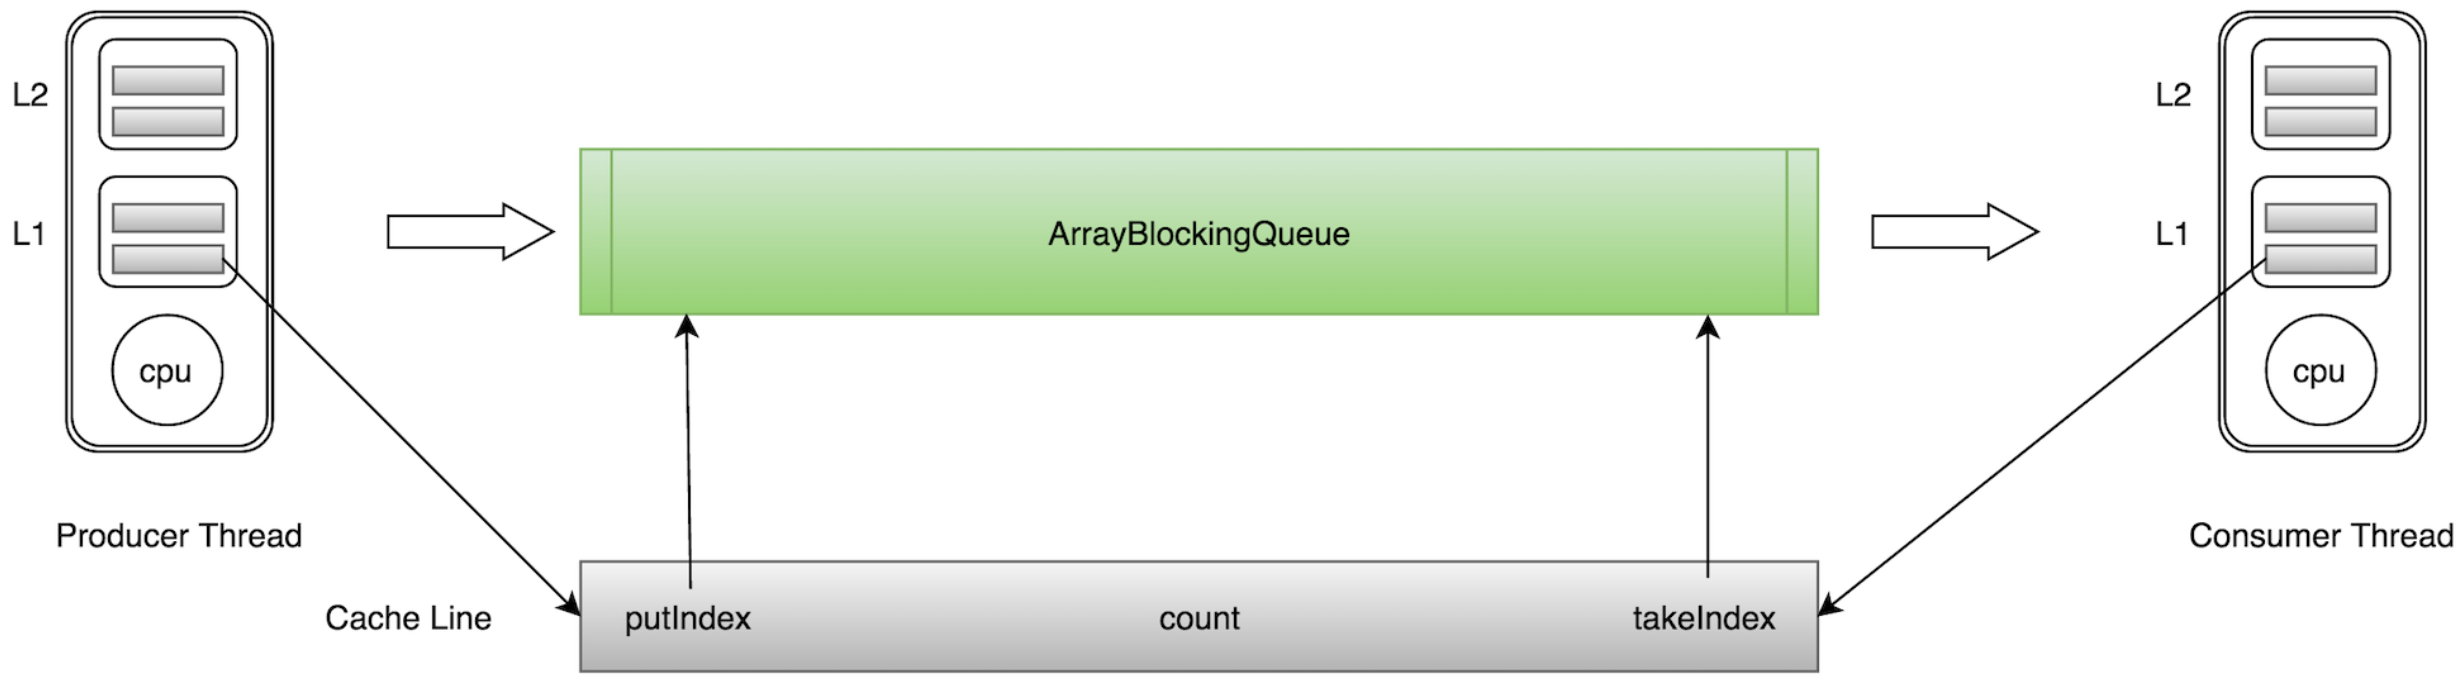 L2
L2
L1
ArrayBlockingQueue
L1
cpu
cpu
Producer Thread
Consumer Thread
Cache Line
putIndex
count
takeIndex